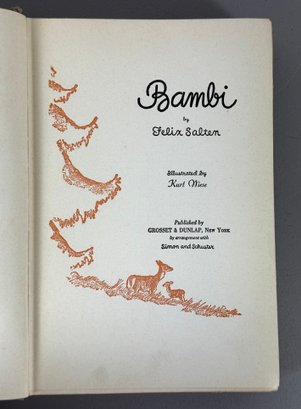 Bambi
by
Felix Salten
Illustrated by
Kurt Wiese
Published by
GROSSET & DUNLAP, NEW YORK
by arrangement with
Simon and Schuster